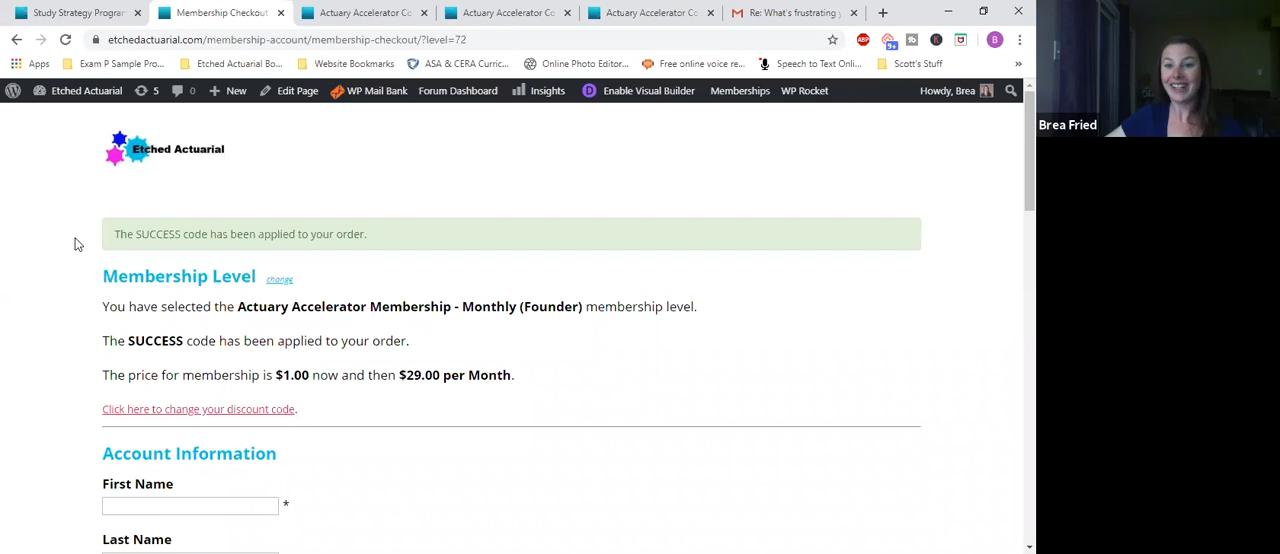 Study Strategy Program
Membership Checkout
Actuary Accelerator Co
Actuary Accelerator Co
Actuary Accelerator Co
Re: What's frustrating y
etchedactuarial.com/membership-account/membership-checkout/?level=72
ABP
9+
B
Apps
Exam P Sample Pro...
Etched Actuarial Bo...
Website Bookmarks
ASA & CERA Curric...
Online Photo Editor...
Free online voice re...
Speech to Text Onli...
Scott's Stuff
»
Etched Actuarial
5
0
New
Edit Page
WP Mail Bank
Forum Dashboard
Insights
D
Enable Visual Builder
Memberships
WP Rocket
Howdy, Brea
Brea Fried
Etched Actuarial
The SUCCESS code has been applied to your order.
Membership Level change
You have selected the Actuary Accelerator Membership - Monthly (Founder) membership level.
The SUCCESS code has been applied to your order.
The price for membership is $1.00 now and then $29.00 per Month.
Click here to change your discount code.
Account Information
First Name
*
Last Name